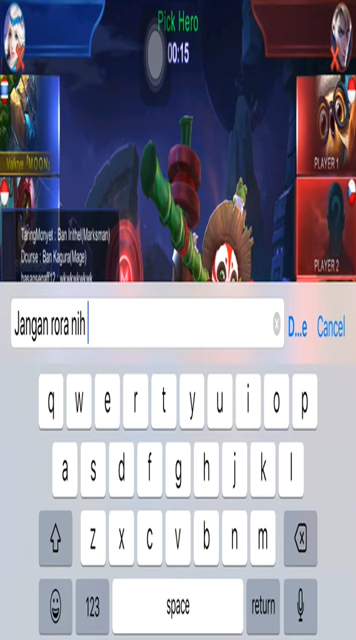 Pick Hero
00:15
Valkoye『MOON』
PLAYER 1
TaringMonyet : Ban Irithel(Marksman)
Dcurse : Ban Kagura(Mage)
PLAYER 2
Jangan rora nih
D...e
Cancel
q w e r t y u i o p
a s d f g h j k l
z x c v b n m
123
space
return